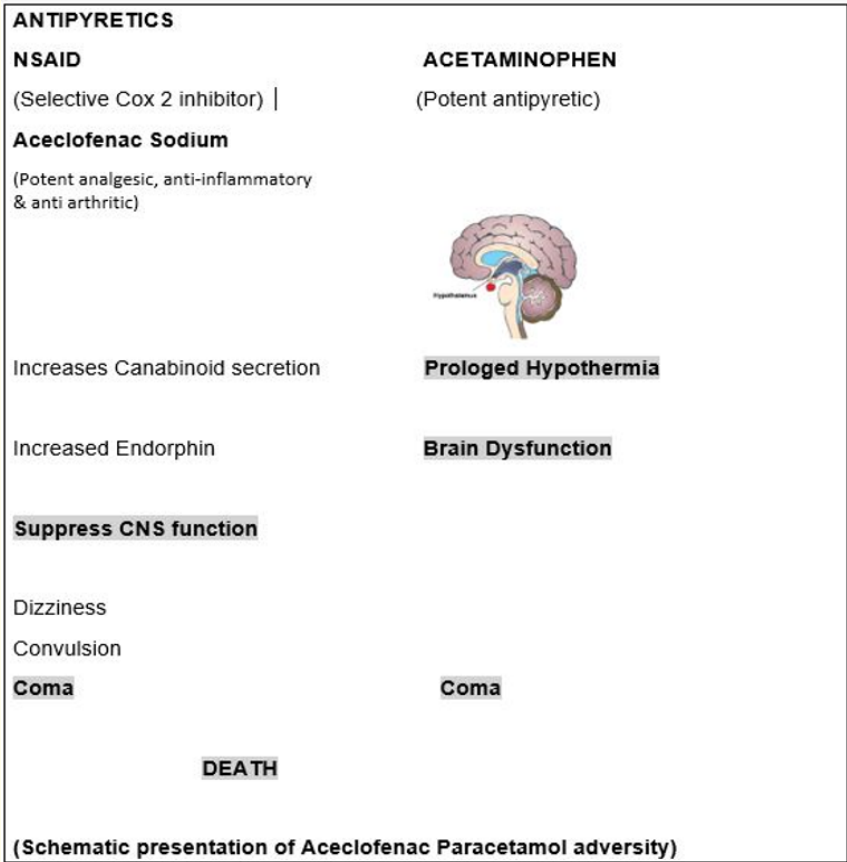 ANTIPYRETICS
NSAID ACETAMINOPHEN
(Selective Cox 2 inhibitor) | (Potent antipyretic)
Aceclofenac Sodium
(Potent analgesic, anti-inflammatory
& anti arthritic)
Hypothalamus
Increases Canabinoid secretion Prologed Hypothermia
Increased Endorphin Brain Dysfunction
Suppress CNS function
Dizziness
Convulsion
Coma Coma
DEATH
(Schematic presentation of Aceclofenac Paracetamol adversity)